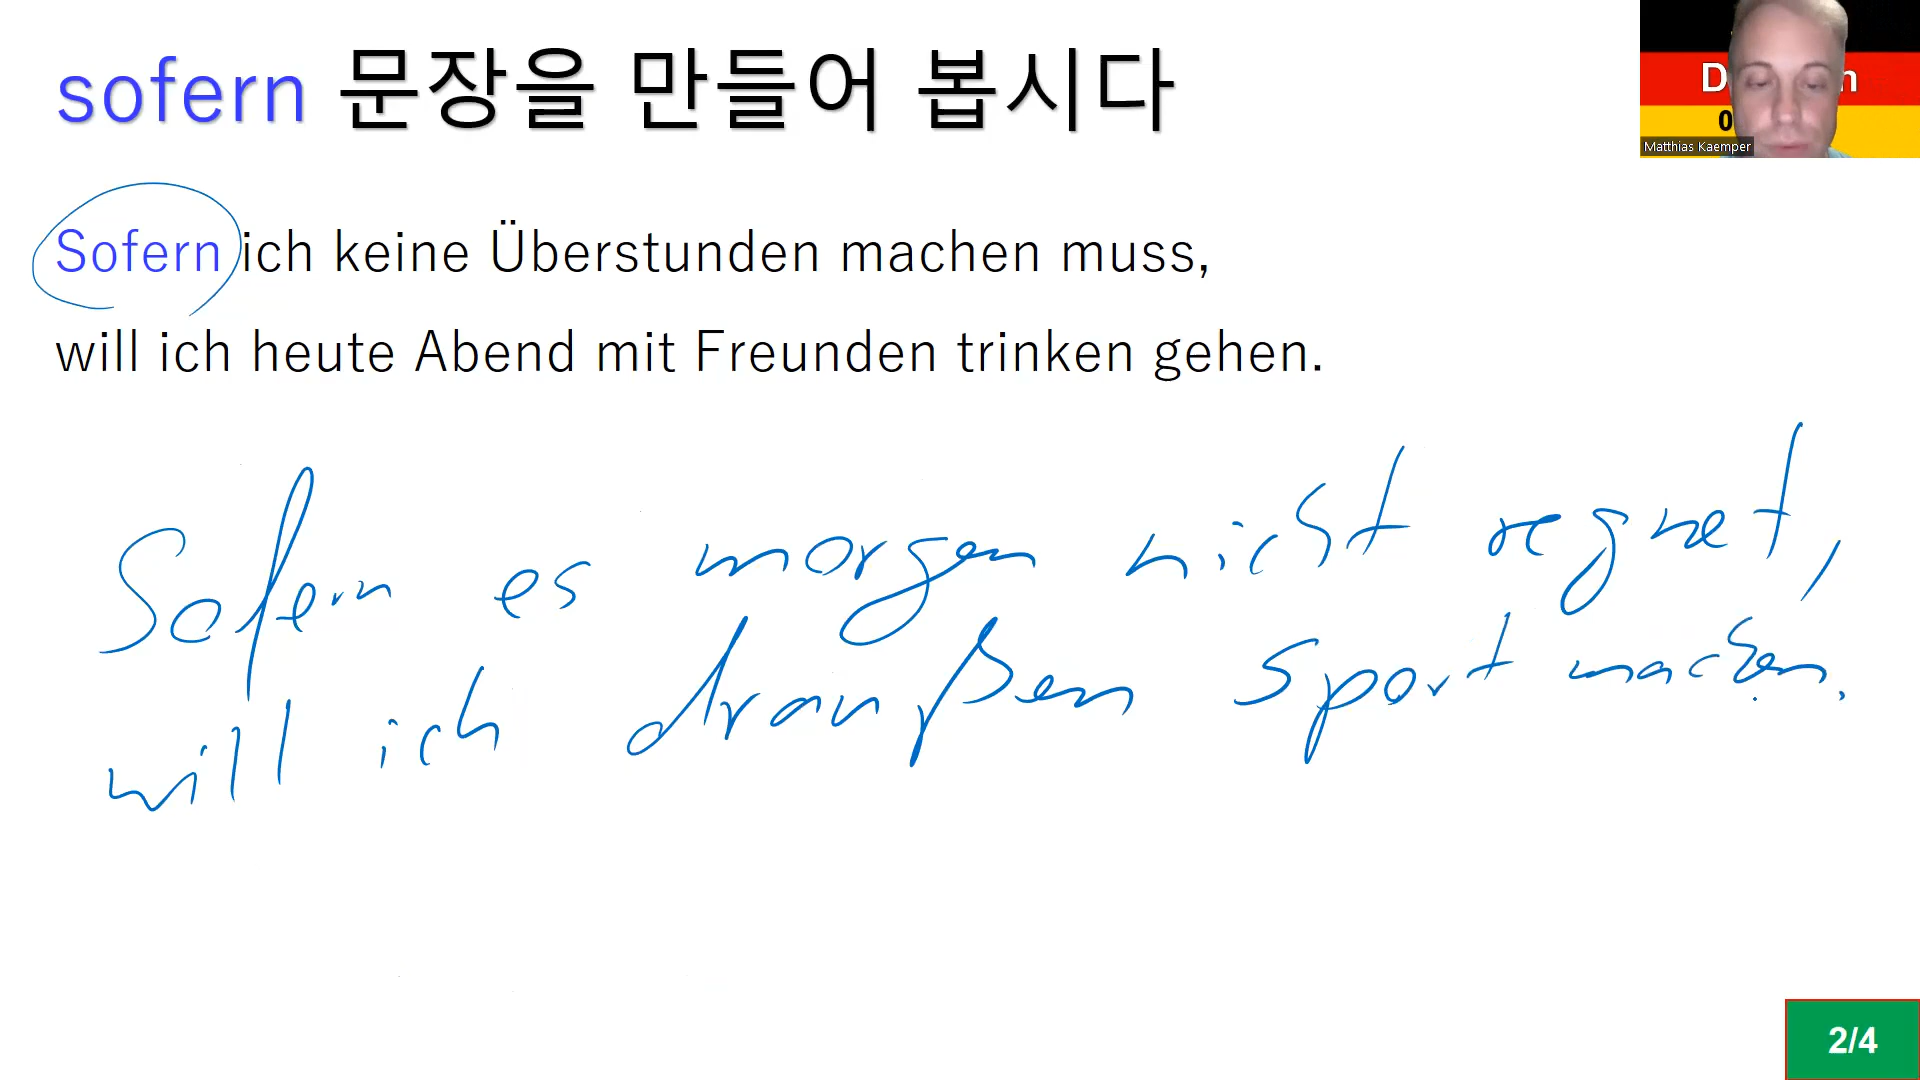 sofern 문장을 만들어 봅시다
Sofern ich keine Überstunden machen muss,
will ich heute Abend mit Freunden trinken gehen.
Sofern es morgen nicht regnet,
will ich draußen Sport machen.
Matthias Kaemper
2/4